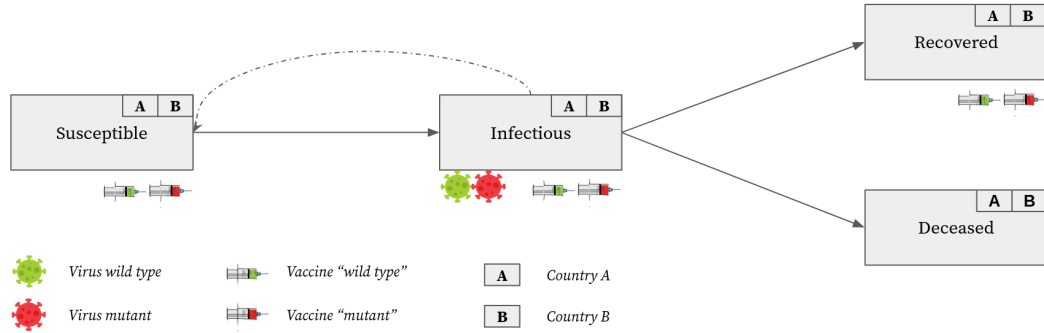 A B
Recovered
A B
Susceptible
A B
Infectious
A B
Deceased
Virus wild type
Vaccine “wild type”
A
Country A
Virus mutant
Vaccine “mutant”
B
Country B